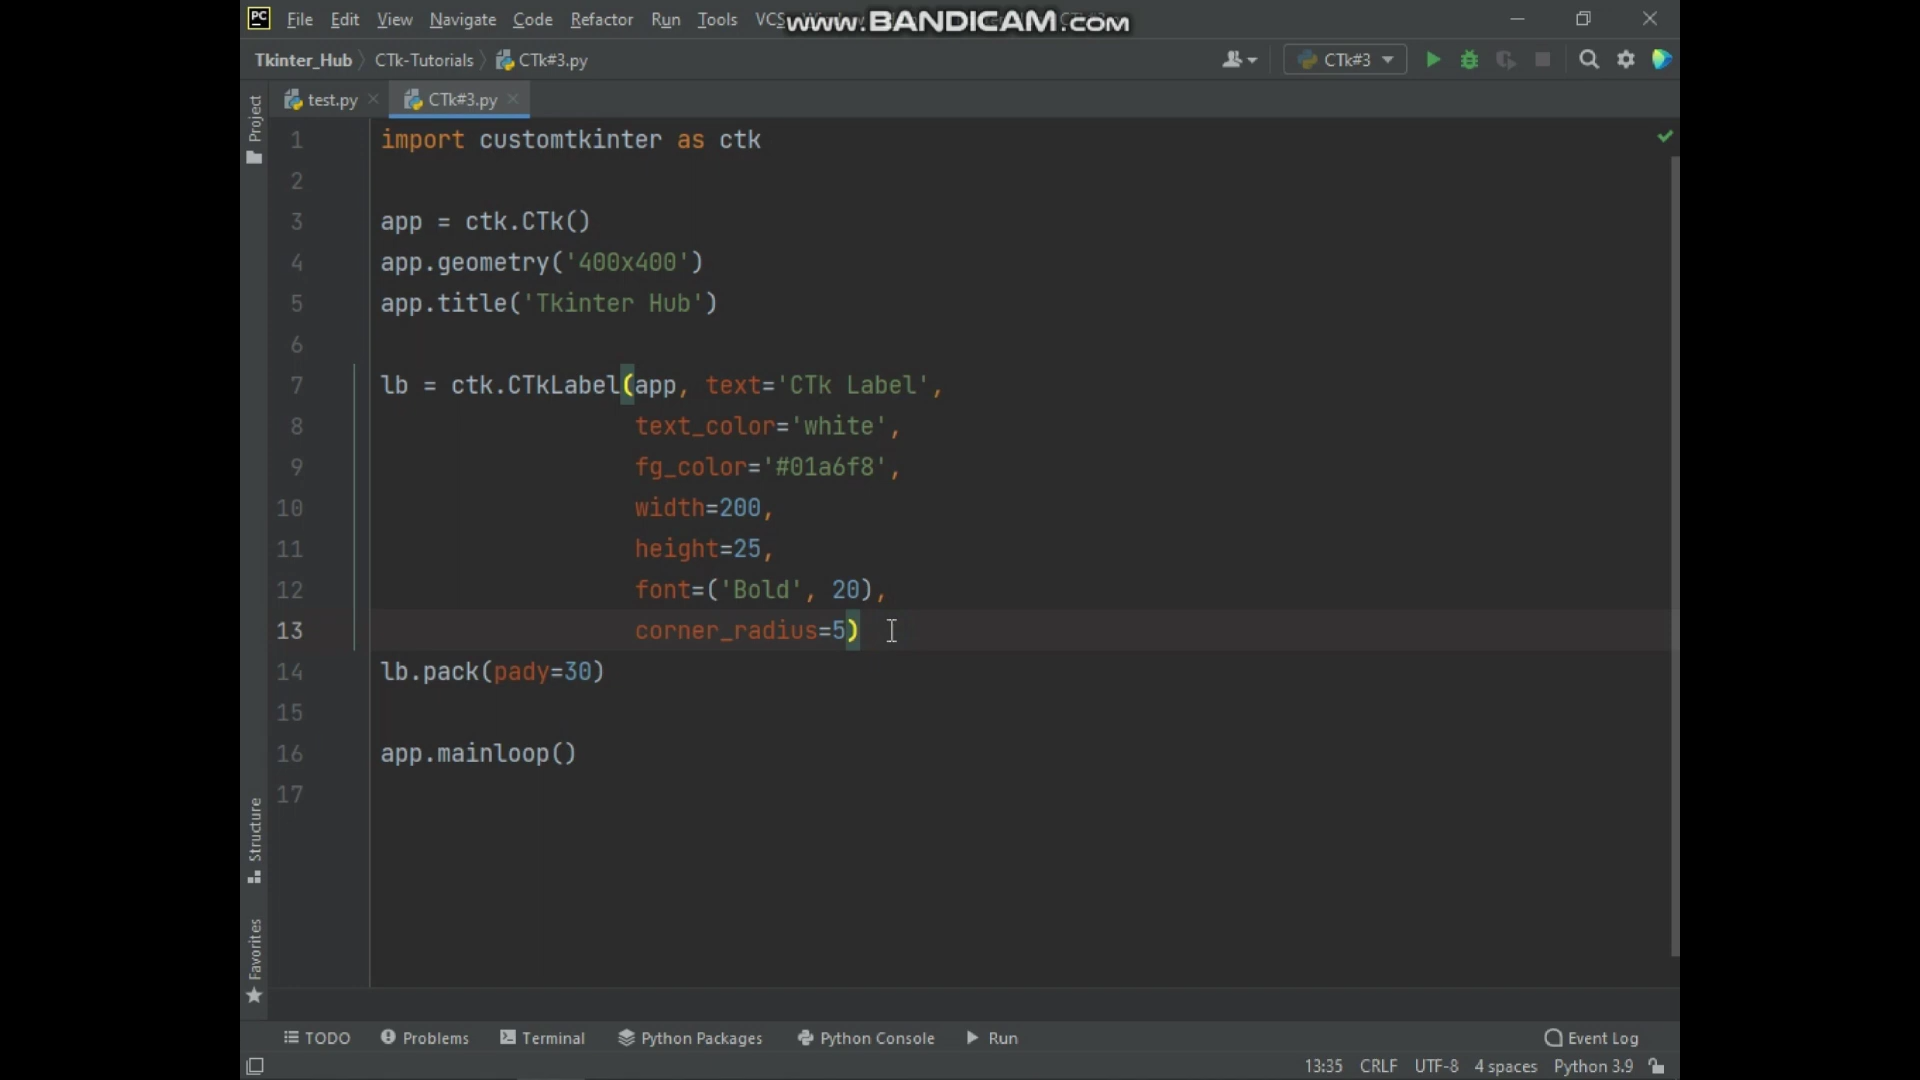 PC File Edit View Navigate Code Refactor Run Tools VCS
www.BANDICAM.com
Tkinter_Hub CTk-Tutorials CTk#3.py CTk#3
test.py CTk#3.py
Project
1 import customtkinter as ctk
2
3 app = ctk.CTk()
4 app.geometry('400x400')
5 app.title('Tkinter Hub')
6
7 lb = ctk.CTkLabel(app, text='CTk Label',
8 text_color='white',
9 fg_color='#01a6f8',
10 width=200,
11 height=25,
12 font=('Bold', 20),
13 corner_radius=5)
14 lb.pack(pady=30)
15
16 app.mainloop()
17
Structure
Favorites
TODO Problems Terminal Python Packages Python Console Run Event Log
13:35 CRLF UTF-8 4 spaces Python 3.9